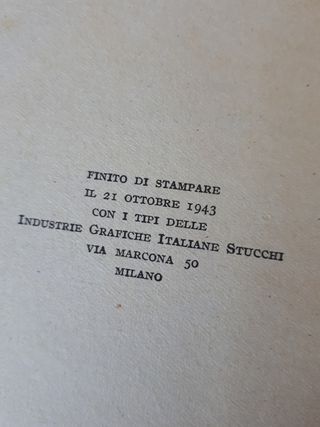 FINITO DI STAMPARE
IL 21 OTTOBRE 1943
CON I TIPI DELLE
INDUSTRIE GRAFICHE ITALIANE STUCCHI
VIA MARCONA 50
MILANO